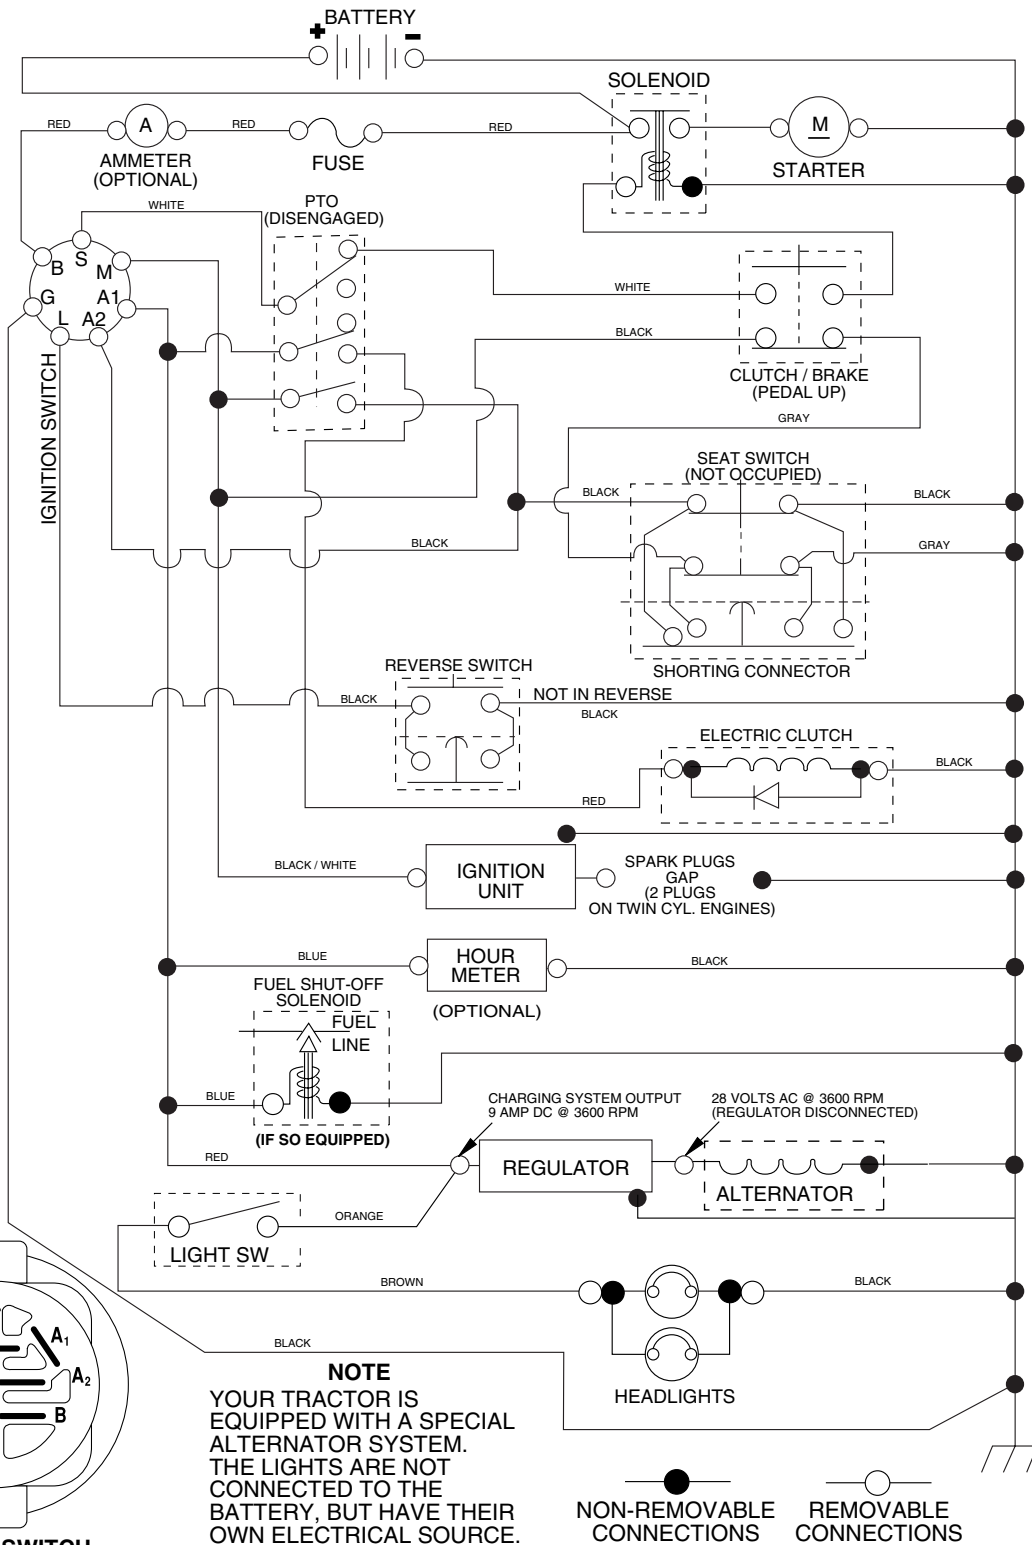 BATTERY
+ -
SOLENOID
RED
A
RED
RED
M
AMMETER
(OPTIONAL)
FUSE
STARTER
WHITE
PTO
(DISENGAGED)
B
S
M
G
A1
L
A2
IGNITION SWITCH
WHITE
BLACK
CLUTCH / BRAKE
(PEDAL UP)
GRAY
SEAT SWITCH
(NOT OCCUPIED)
BLACK
BLACK
BLACK
GRAY
SHORTING CONNECTOR
REVERSE SWITCH
BLACK
NOT IN REVERSE
BLACK
ELECTRIC CLUTCH
BLACK
RED
BLACK / WHITE
IGNITION
UNIT
SPARK PLUGS
GAP
(2 PLUGS
ON TWIN CYL. ENGINES)
BLUE
HOUR
METER
BLACK
(OPTIONAL)
FUEL SHUT-OFF
SOLENOID
FUEL
LINE
BLUE
(IF SO EQUIPPED)
CHARGING SYSTEM OUTPUT
9 AMP DC @ 3600 RPM
28 VOLTS AC @ 3600 RPM
(REGULATOR DISCONNECTED)
RED
REGULATOR
ALTERNATOR
ORANGE
LIGHT SW
BROWN
BLACK
A1
A2
B
BLACK
HEADLIGHTS
NOTE
YOUR TRACTOR IS
EQUIPPED WITH A SPECIAL
ALTERNATOR SYSTEM.
THE LIGHTS ARE NOT
CONNECTED TO THE
BATTERY, BUT HAVE THEIR
OWN ELECTRICAL SOURCE.
NON-REMOVABLE
CONNECTIONS
REMOVABLE
CONNECTIONS
SWITCH